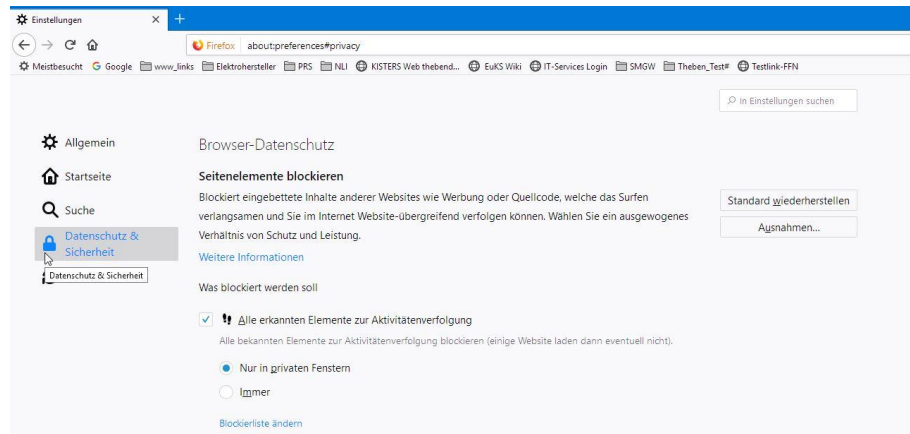 Einstellungen
Firefox about:preferences#privacy
Meistbesucht Google www_links Elektrohersteller PRS NLI KISTERS Web thebend... EuKS Wiki IT-Services Login SMGW Theben_Test# Testlink-FFN
In Einstellungen suchen
Allgemein
Startseite
Suche
Datenschutz &
Sicherheit
Datenschutz & Sicherheit
Browser-Datenschutz
Seitenelemente blockieren
Blockiert eingebettete Inhalte anderer Websites wie Werbung oder Quellcode, welche das Surfen
verlangsamen und Sie im Internet Website-übergreifend verfolgen können. Wählen Sie ein ausgewogenes
Verhältnis von Schutz und Leistung.
Weitere Informationen
Standard wiederherstellen
Ausnahmen...
Was blockiert werden soll
Alle erkannten Elemente zur Aktivitätenverfolgung
Alle bekannten Elemente zur Aktivitätenverfolgung blockieren (einige Website laden dann eventuell nicht).
Nur in privaten Fenstern
Immer
Blockierliste ändern